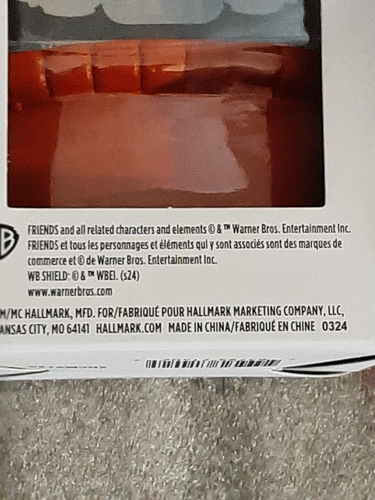 FRIENDS and all related characters and elements © & ™ Warner Bros. Entertainment Inc.
FRIENDS et tous les personnages et éléments qui y sont associés sont des marques de
commerce et © de Warner Bros. Entertainment Inc.
WB SHIELD: © & ™ WBEI. (s24)
www.warnerbros.com
M/MC HALLMARK, MFD. FOR/FABRIQUÉ POUR HALLMARK MARKETING COMPANY, LLC,
ANSAS CITY, MO 64141 HALLMARK.COM MADE IN CHINA/FABRIQUÉ EN CHINE 0324